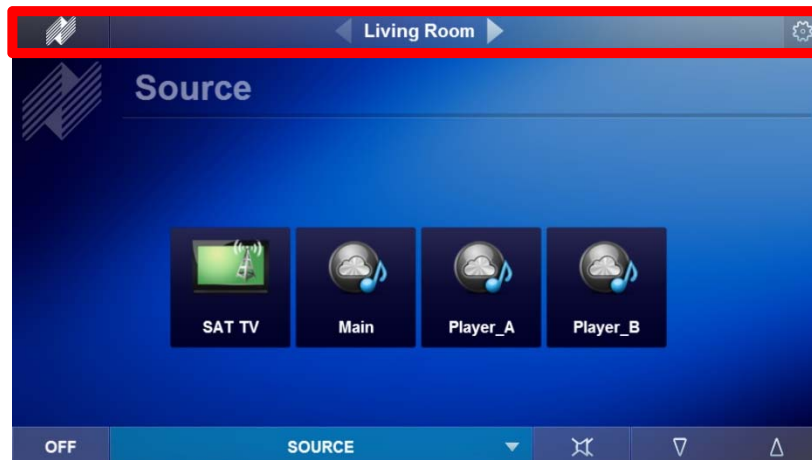 Living Room
Source
SAT TV Main Player_A Player_B
OFF SOURCE